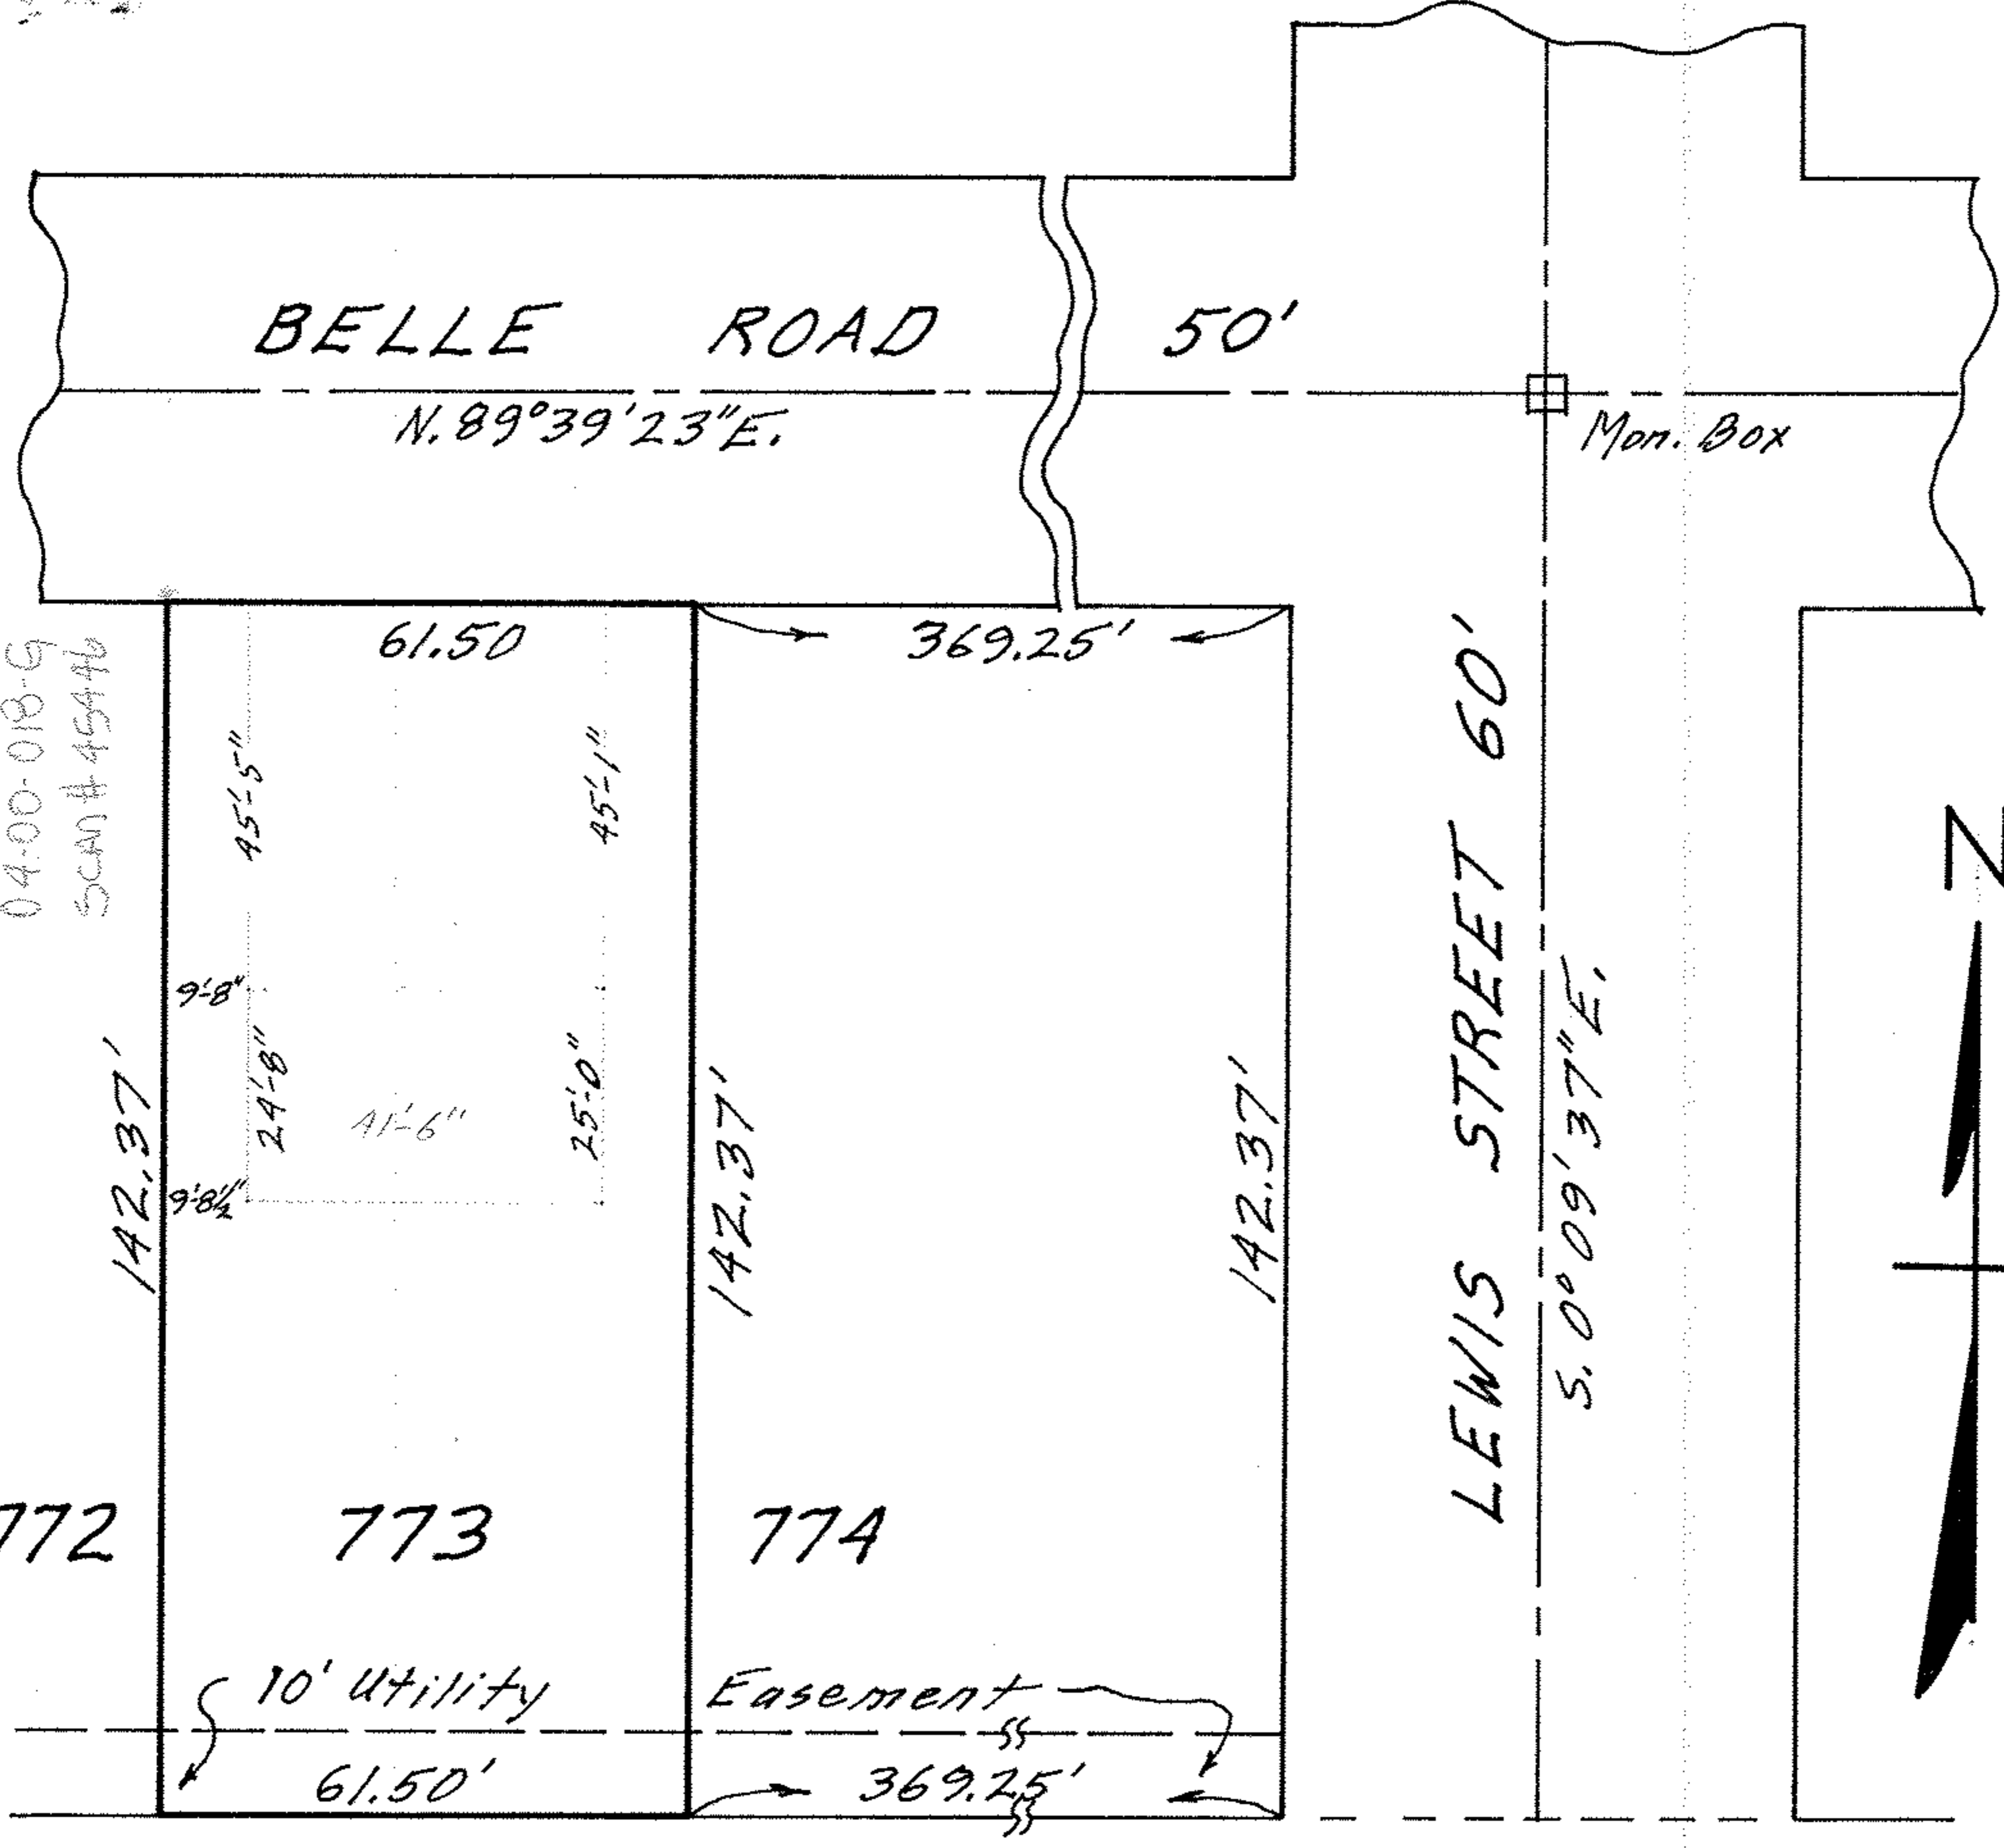 BELLE ROAD 50'
N. 89°39'23"E.
Mon. Box
61.50
369.25'
04-00-018-G
SCAN # 45446
45'-5"
45'-1"
LEWIS STREET 60'
S. 0°09'37"E.
N
9'-8"
24'-8"
41'-6"
25'-0"
9'-8½"
142.37'
142.37'
142.37'
772
773
774
10' Utility Easement
61.50'
369.25'